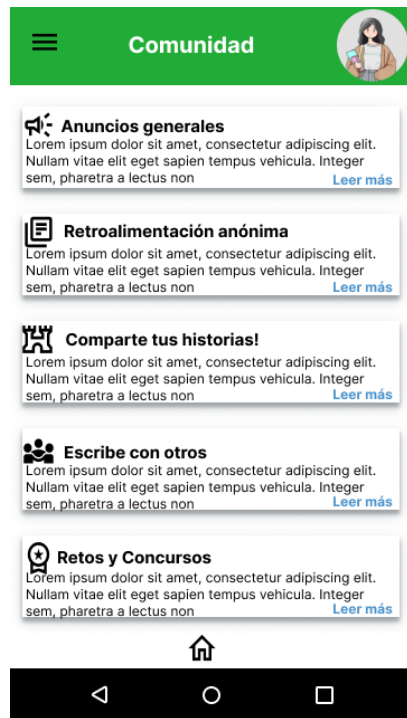 Comunidad
Anuncios generales
Lorem ipsum dolor sit amet, consectetur adipiscing elit.
Nullam vitae elit eget sapien tempus vehicula. Integer
sem, pharetra a lectus non
Leer más
Retroalimentación anónima
Lorem ipsum dolor sit amet, consectetur adipiscing elit.
Nullam vitae elit eget sapien tempus vehicula. Integer
sem, pharetra a lectus non
Leer más
Comparte tus historias!
Lorem ipsum dolor sit amet, consectetur adipiscing elit.
Nullam vitae elit eget sapien tempus vehicula. Integer
sem, pharetra a lectus non
Leer más
Escribe con otros
Lorem ipsum dolor sit amet, consectetur adipiscing elit.
Nullam vitae elit eget sapien tempus vehicula. Integer
sem, pharetra a lectus non
Leer más
Retos y Concursos
Lorem ipsum dolor sit amet, consectetur adipiscing elit.
Nullam vitae elit eget sapien tempus vehicula. Integer
sem, pharetra a lectus non
Leer más